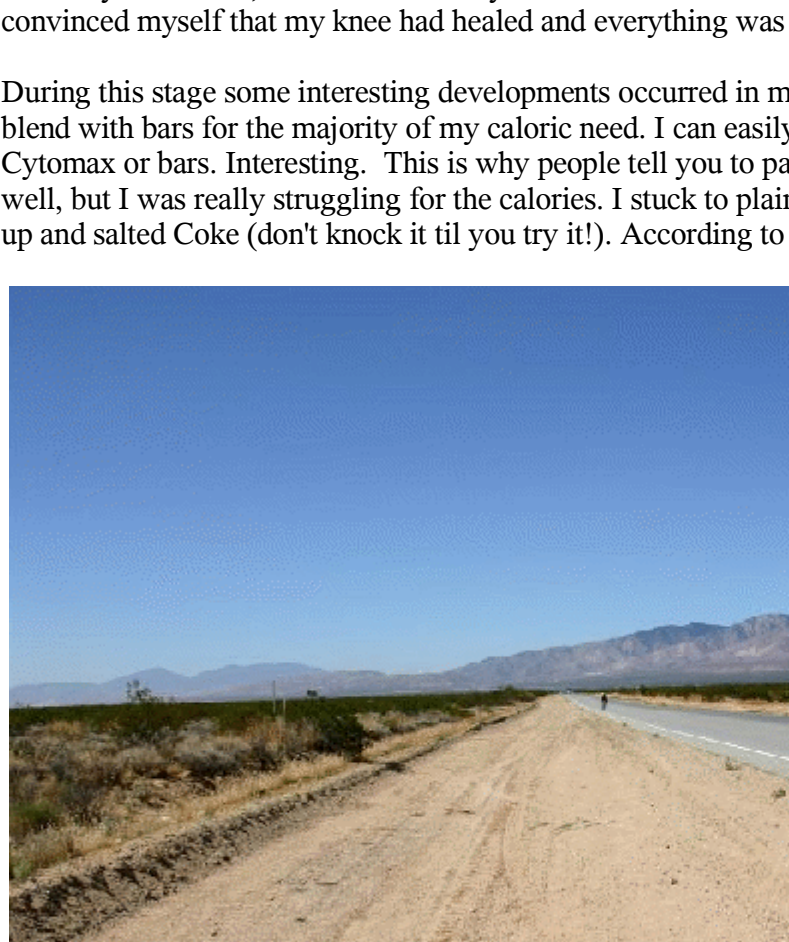 convinced myself that my knee had healed and everything was
During this stage some interesting developments occurred in m
blend with bars for the majority of my caloric need. I can easily
Cytomax or bars. Interesting.  This is why people tell you to pa
well, but I was really struggling for the calories. I stuck to plain
up and salted Coke (don't knock it til you try it!). According to